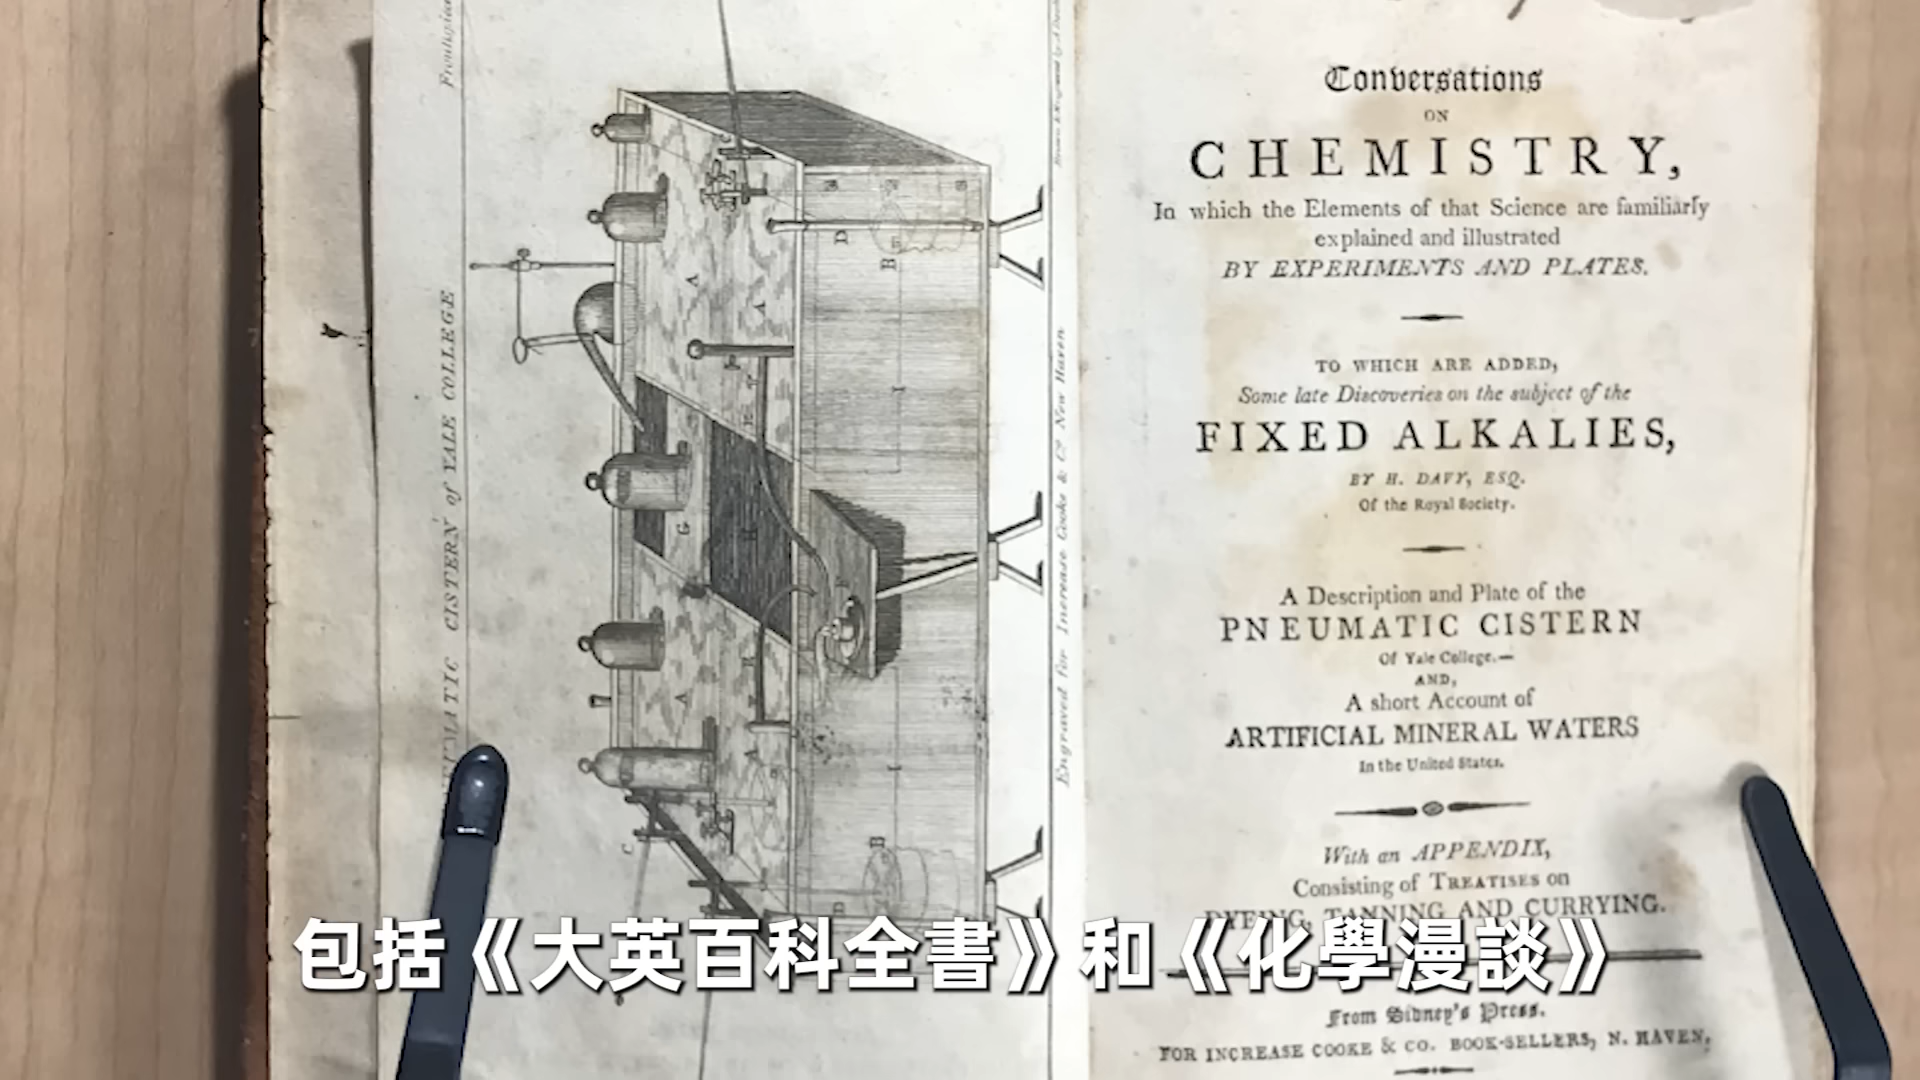 Frontispiece
PNEUMATIC CISTERN of YALE COLLEGE
Engraved for Increase Cooke & Co. New Haven
Conversations
ON
CHEMISTRY,
In which the Elements of that Science are familiarly
explained and illustrated
BY EXPERIMENTS AND PLATES.
TO WHICH ARE ADDED,
Some late Discoveries on the subject of the
FIXED ALKALIES,
BY H. DAVY, ESQ.
Of the Royal Society.
A Description and Plate of the
PNEUMATIC CISTERN
Of Yale College.—
AND,
A short Account of
ARTIFICIAL MINERAL WATERS
In the United States.
With an APPENDIX,
Consisting of TREATISES on
DYEING, TANNING AND CURRYING.
包括《大英百科全書》和《化學漫談》
From Sidney's Press.
FOR INCREASE COOKE & CO. BOOK-SELLERS, N. HAVEN,